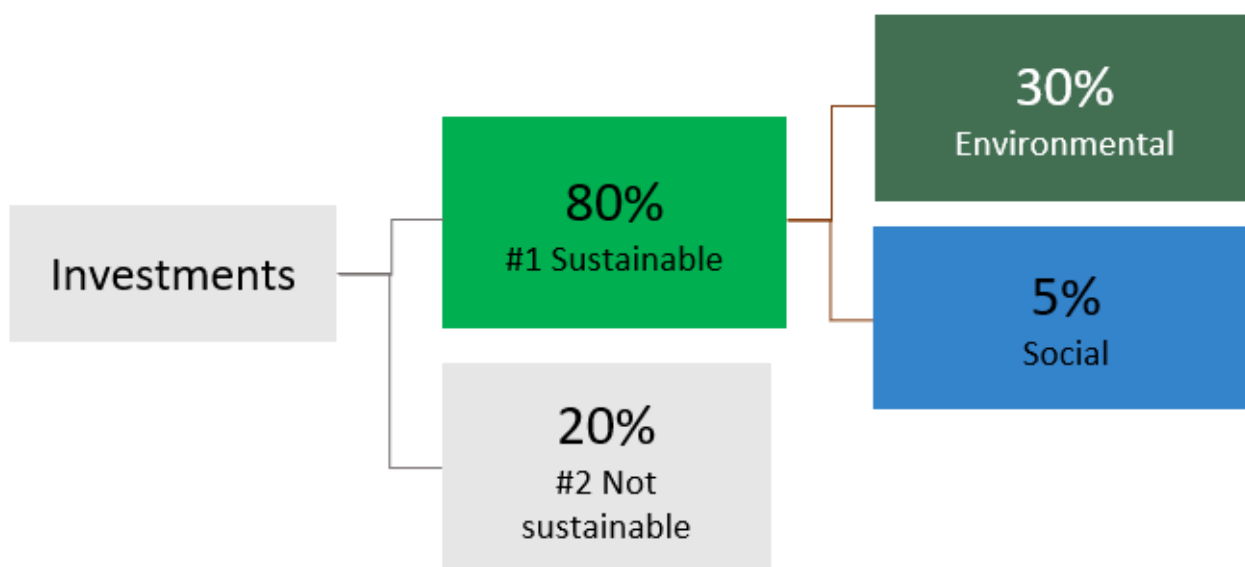 Investments
80%
#1 Sustainable
20%
#2 Not
sustainable
30%
Environmental
5%
Social